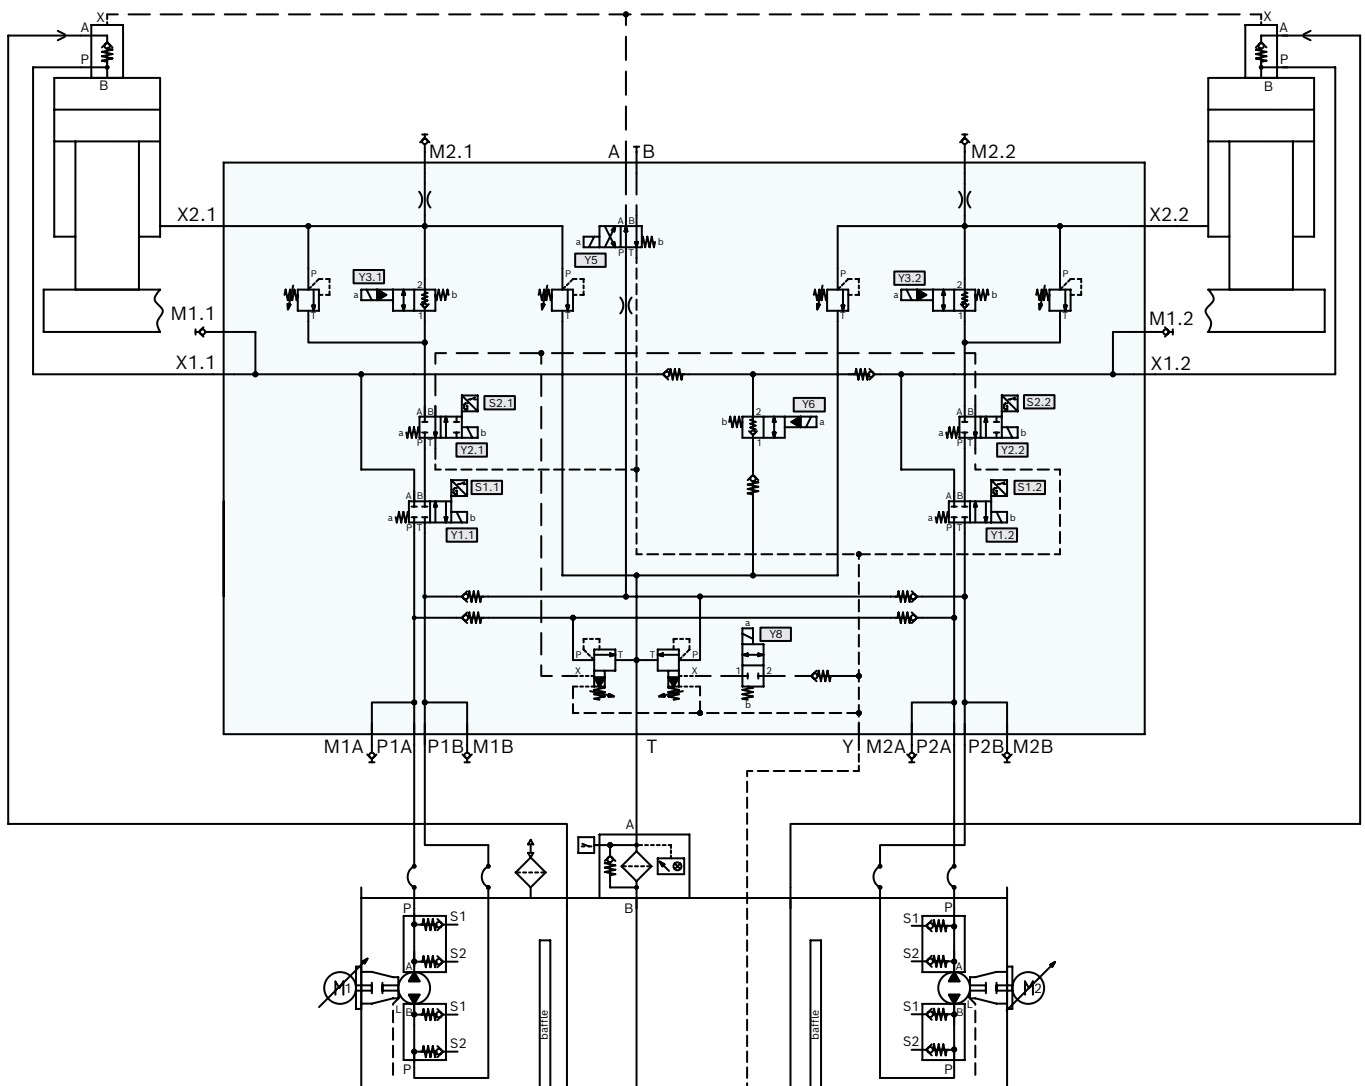 X X
A A
P P
B B
M2.1 A B M2.2
X2.1 X2.2
A B
a b
P T
Y5
P P P P
Y3.1 Y3.2
2 2
a b a b
1 1
T T T T
M1.1 M1.2
X1.1 X1.2
S2.1 Y6 S2.2
A B 2 A B
a b b a a b
P T 1 P T
Y2.1 Y2.2
S1.1 S1.2
A B A B
a b a b
P T P T
Y1.1 Y1.2
a
Y8
P T T P
X X 1 2
b
M1A P1A P1B M1B T Y M2A P2A P2B M2B
A
B
P P
S1 S1
S2 S2
A A
M1 M2
L B S1 S1 B L
S2 S2
P P
baffle baffle